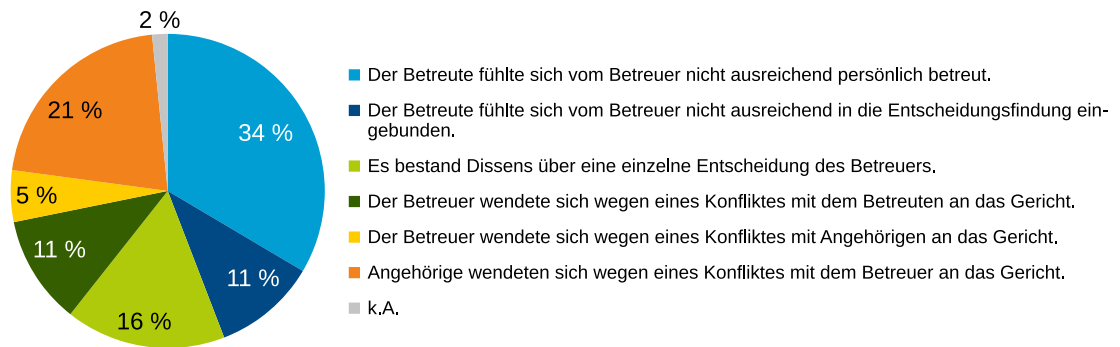 2 %
21 %
34 %
5 %
11 %
11 %
16 %
Der Betreute fühlte sich vom Betreuer nicht ausreichend persönlich betreut.
Der Betreute fühlte sich vom Betreuer nicht ausreichend in die Entscheidungsfindung ein-
gebunden.
Es bestand Dissens über eine einzelne Entscheidung des Betreuers.
Der Betreuer wendete sich wegen eines Konfliktes mit dem Betreuten an das Gericht.
Der Betreuer wendete sich wegen eines Konfliktes mit Angehörigen an das Gericht.
Angehörige wendeten sich wegen eines Konfliktes mit dem Betreuer an das Gericht.
k.A.